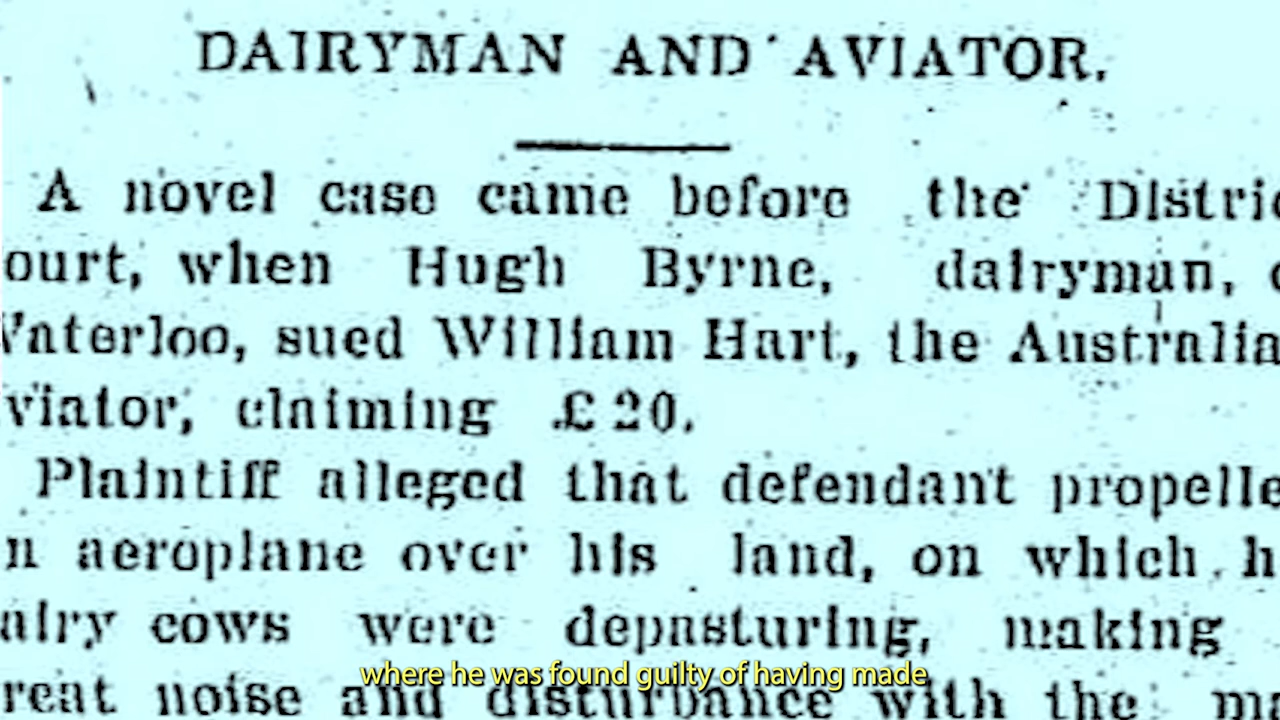 DAIRYMAN AND AVIATOR.
A novel case came before the Distric
ourt, when Hugh Byrne, dairyman, o
Waterloo, sued William Hart, the Australia
viator, claiming £20.
Plaintiff alleged that defendant propelle
n aeroplane over his land, on which h
airy cows were depasturing, making
reat noise and disturbance with the ma
where he was found guilty of having made